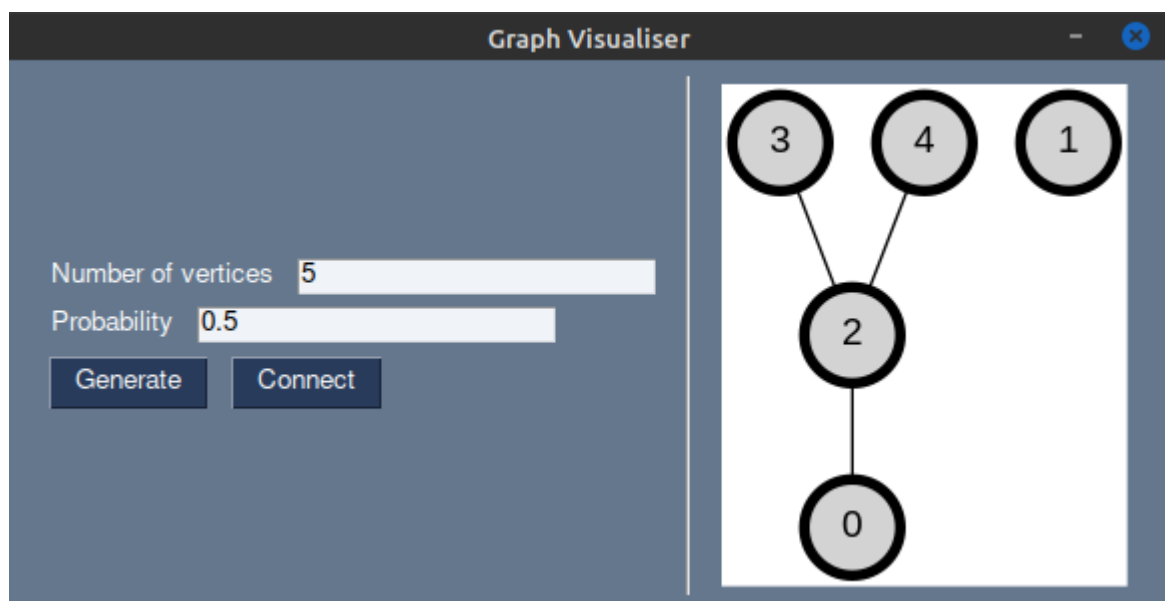 Graph Visualiser
Number of vertices 5
Probability 0.5
Generate Connect
3 4 1
2
0